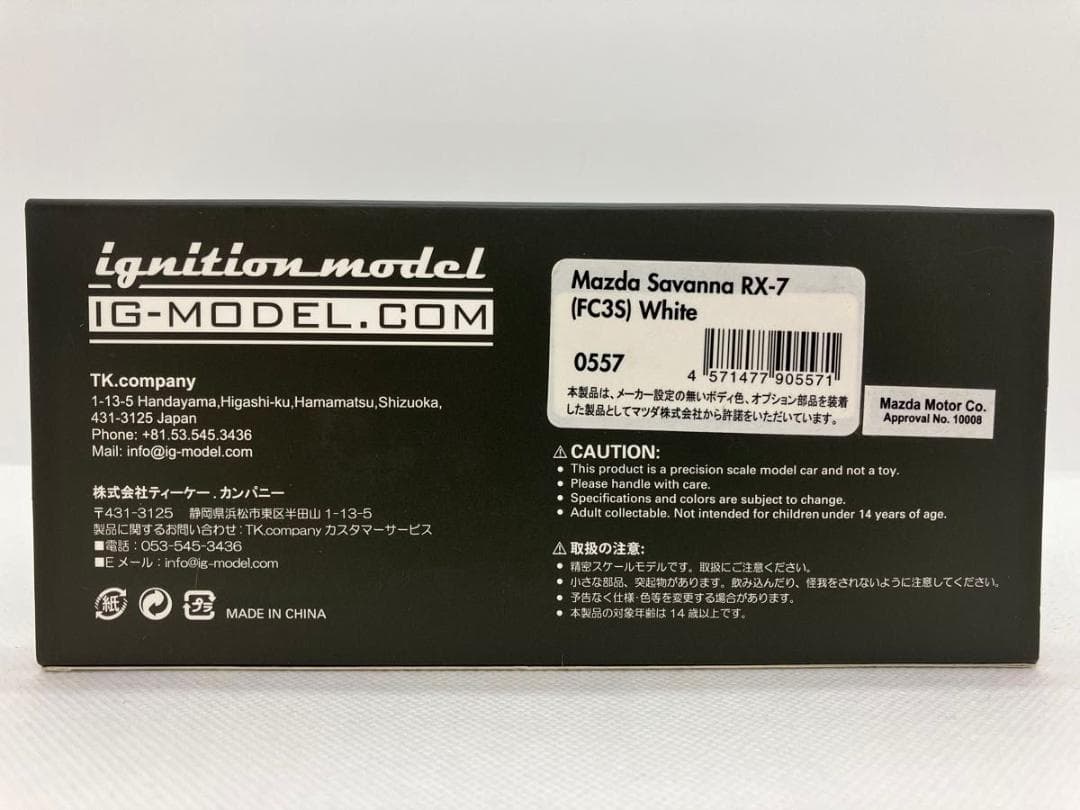 ignition model
IG-MODEL.COM
TK.company
1-13-5 Handayama,Higashi-ku,Hamamatsu,Shizuoka,
431-3125 Japan
Phone: +81.53.545.3436
Mail: info@ig-model.com
株式会社ティーケー.カンパニー
〒431-3125 静岡県浜松市東区半田山1-13-5
製品に関するお問い合わせ:TK.company カスタマーサービス
■電話:053-545-3436
■Eメール:info@ig-model.com
紙 プラ MADE IN CHINA
Mazda Savanna RX-7
(FC3S) White
0557
4 571477 905571
本製品は、メーカー設定の無いボディ色、オプション部品を装着
した製品としてマツダ株式会社から許諾をいただいています。
Mazda Motor Co.
Approval No. 10008
⚠CAUTION:
● This product is a precision scale model car and not a toy.
● Please handle with care.
● Specifications and colors are subject to change.
● Adult collectable. Not intended for children under 14 years of age.
⚠取扱の注意:
● 精密スケールモデルです。取扱にご注意ください。
● 小さな部品、突起物があります。飲み込んだり、怪我をされないように注意してください。
● 予告なく仕様・色等を変更する場合があります。
● 本製品の対象年齢は14歳以上です。